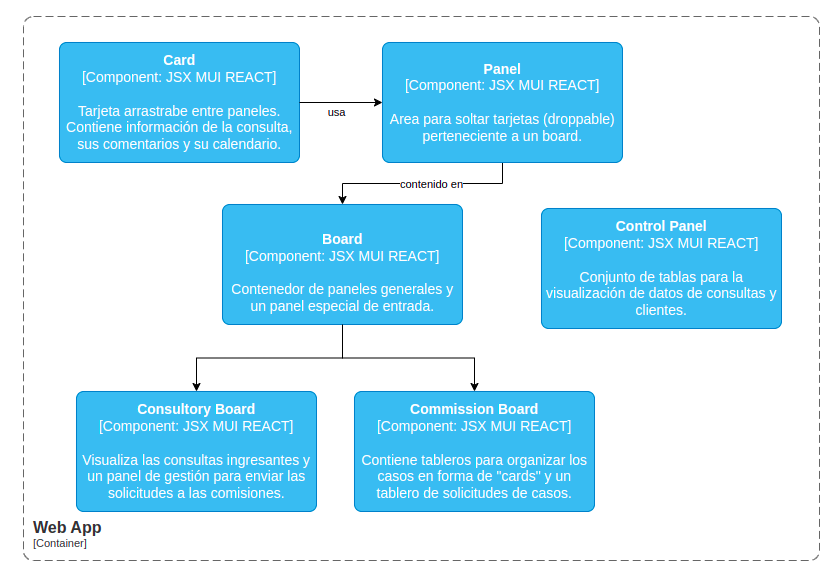 Card
[Component: JSX MUI REACT]
Tarjeta arrastrabe entre paneles.
Contiene información de la consulta,
sus comentarios y su calendario.
usa
Panel
[Component: JSX MUI REACT]
Area para soltar tarjetas (droppable)
perteneciente a un board.
contenido en
Board
[Component: JSX MUI REACT]
Contenedor de paneles generales y
un panel especial de entrada.
Control Panel
[Component: JSX MUI REACT]
Conjunto de tablas para la
visualización de datos de consultas y
clientes.
Consultory Board
[Component: JSX MUI REACT]
Visualiza las consultas ingresantes y
un panel de gestión para enviar las
solicitudes a las comisiones.
Commission Board
[Component: JSX MUI REACT]
Contiene tableros para organizar los
casos en forma de "cards" y un
tablero de solicitudes de casos.
Web App
[Container]